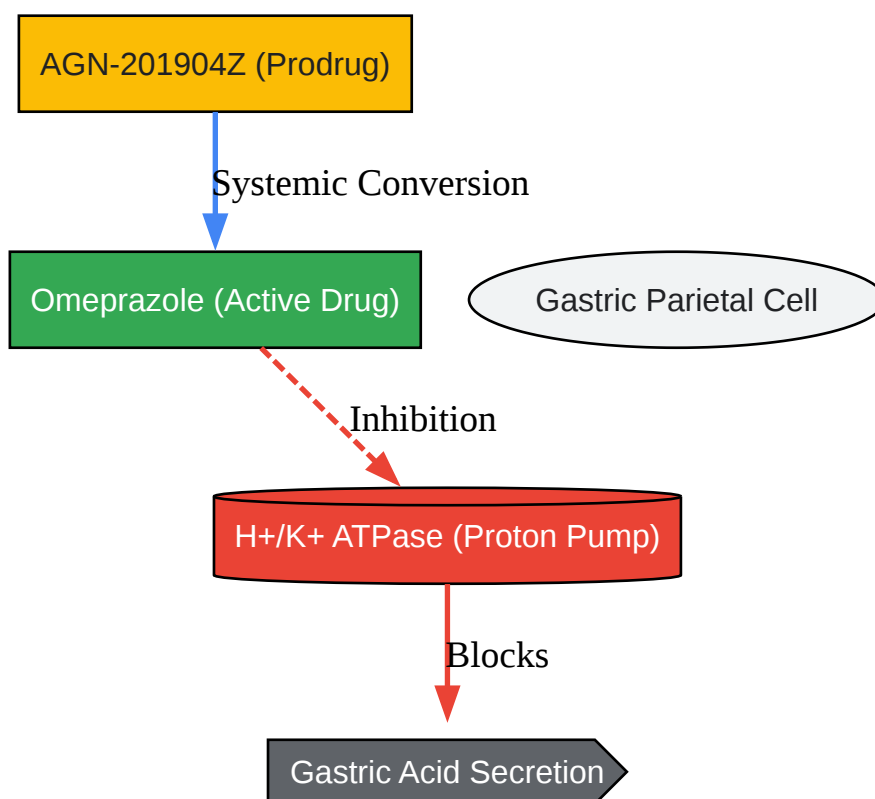 AGN-201904Z (Prodrug)
Systemic Conversion
Omeprazole (Active Drug)
Gastric Parietal Cell
Inhibition
H+/K+ ATPase (Proton Pump)
Blocks
Gastric Acid Secretion